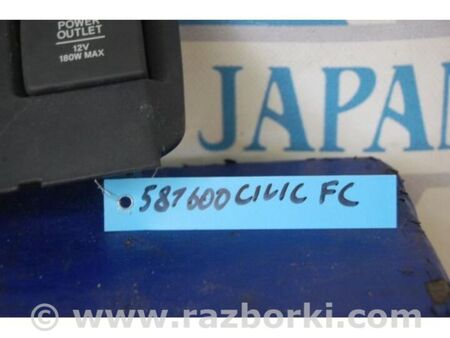 POWER
OUTLET
12V
180W MAX
JAPAN
587600 CIVIC FC
© www.razborki.com